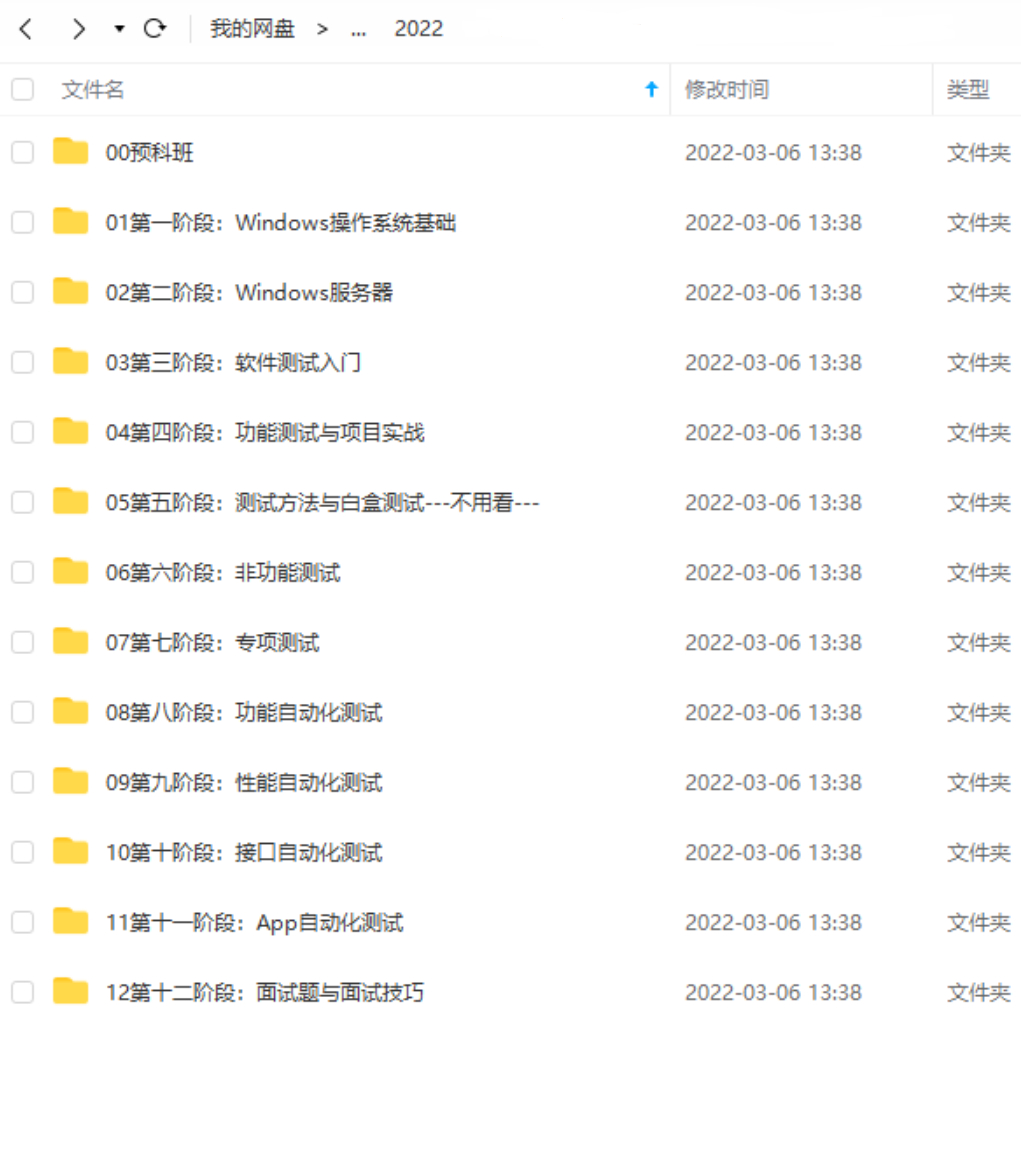 我的网盘 > ... 2022
文件名 修改时间 类型
00预科班 2022-03-06 13:38 文件夹
01第一阶段：Windows操作系统基础 2022-03-06 13:38 文件夹
02第二阶段：Windows服务器 2022-03-06 13:38 文件夹
03第三阶段：软件测试入门 2022-03-06 13:38 文件夹
04第四阶段：功能测试与项目实战 2022-03-06 13:38 文件夹
05第五阶段：测试方法与白盒测试---不用看--- 2022-03-06 13:38 文件夹
06第六阶段：非功能测试 2022-03-06 13:38 文件夹
07第七阶段：专项测试 2022-03-06 13:38 文件夹
08第八阶段：功能自动化测试 2022-03-06 13:38 文件夹
09第九阶段：性能自动化测试 2022-03-06 13:38 文件夹
10第十阶段：接口自动化测试 2022-03-06 13:38 文件夹
11第十一阶段：App自动化测试 2022-03-06 13:38 文件夹
12第十二阶段：面试题与面试技巧 2022-03-06 13:38 文件夹